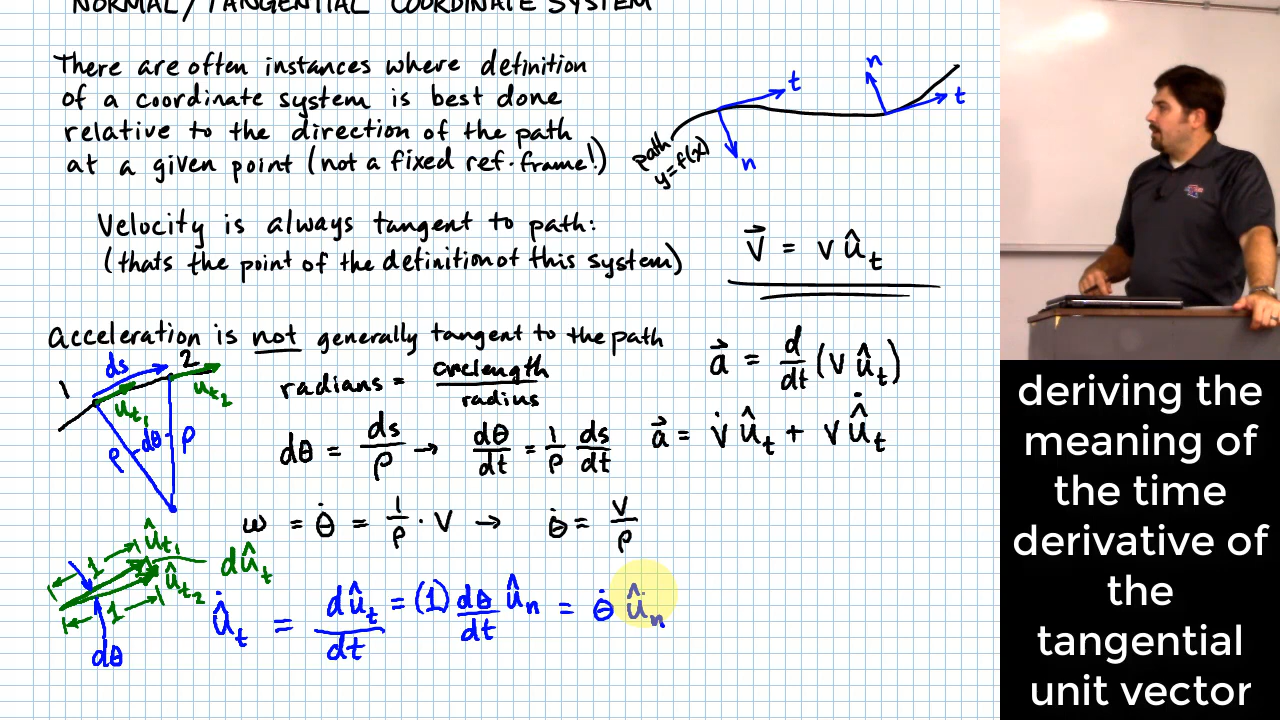 NORMAL/TANGENTIAL COORDINATE SYSTEM
There are often instances where definition
of a coordinate system is best done
relative to the direction of the path
at a given point (not a fixed ref. frame!)
path
y=f(x)
t
n
n
t
Velocity is always tangent to path:
(thats the point of the definition of this system)
V⃗ = v û_t
Acceleration is not generally tangent to the path
1
ds
2
u_t1
u_t2
ρ
dθ
ρ
radians = arclength / radius
a⃗ = d/dt (v û_t)
dθ = ds/ρ → dθ/dt = 1/ρ ds/dt
a⃗ = v̇ û_t + v û̇_t
ω = θ̇ = 1/ρ · V → θ̇ = V/ρ
1
û_t1
dû_t
û_t2
1
dθ
û̇_t = dû_t/dt = (1) dθ/dt û_n = θ̇ û_n
deriving the
meaning of
the time
derivative of
the
tangential
unit vector